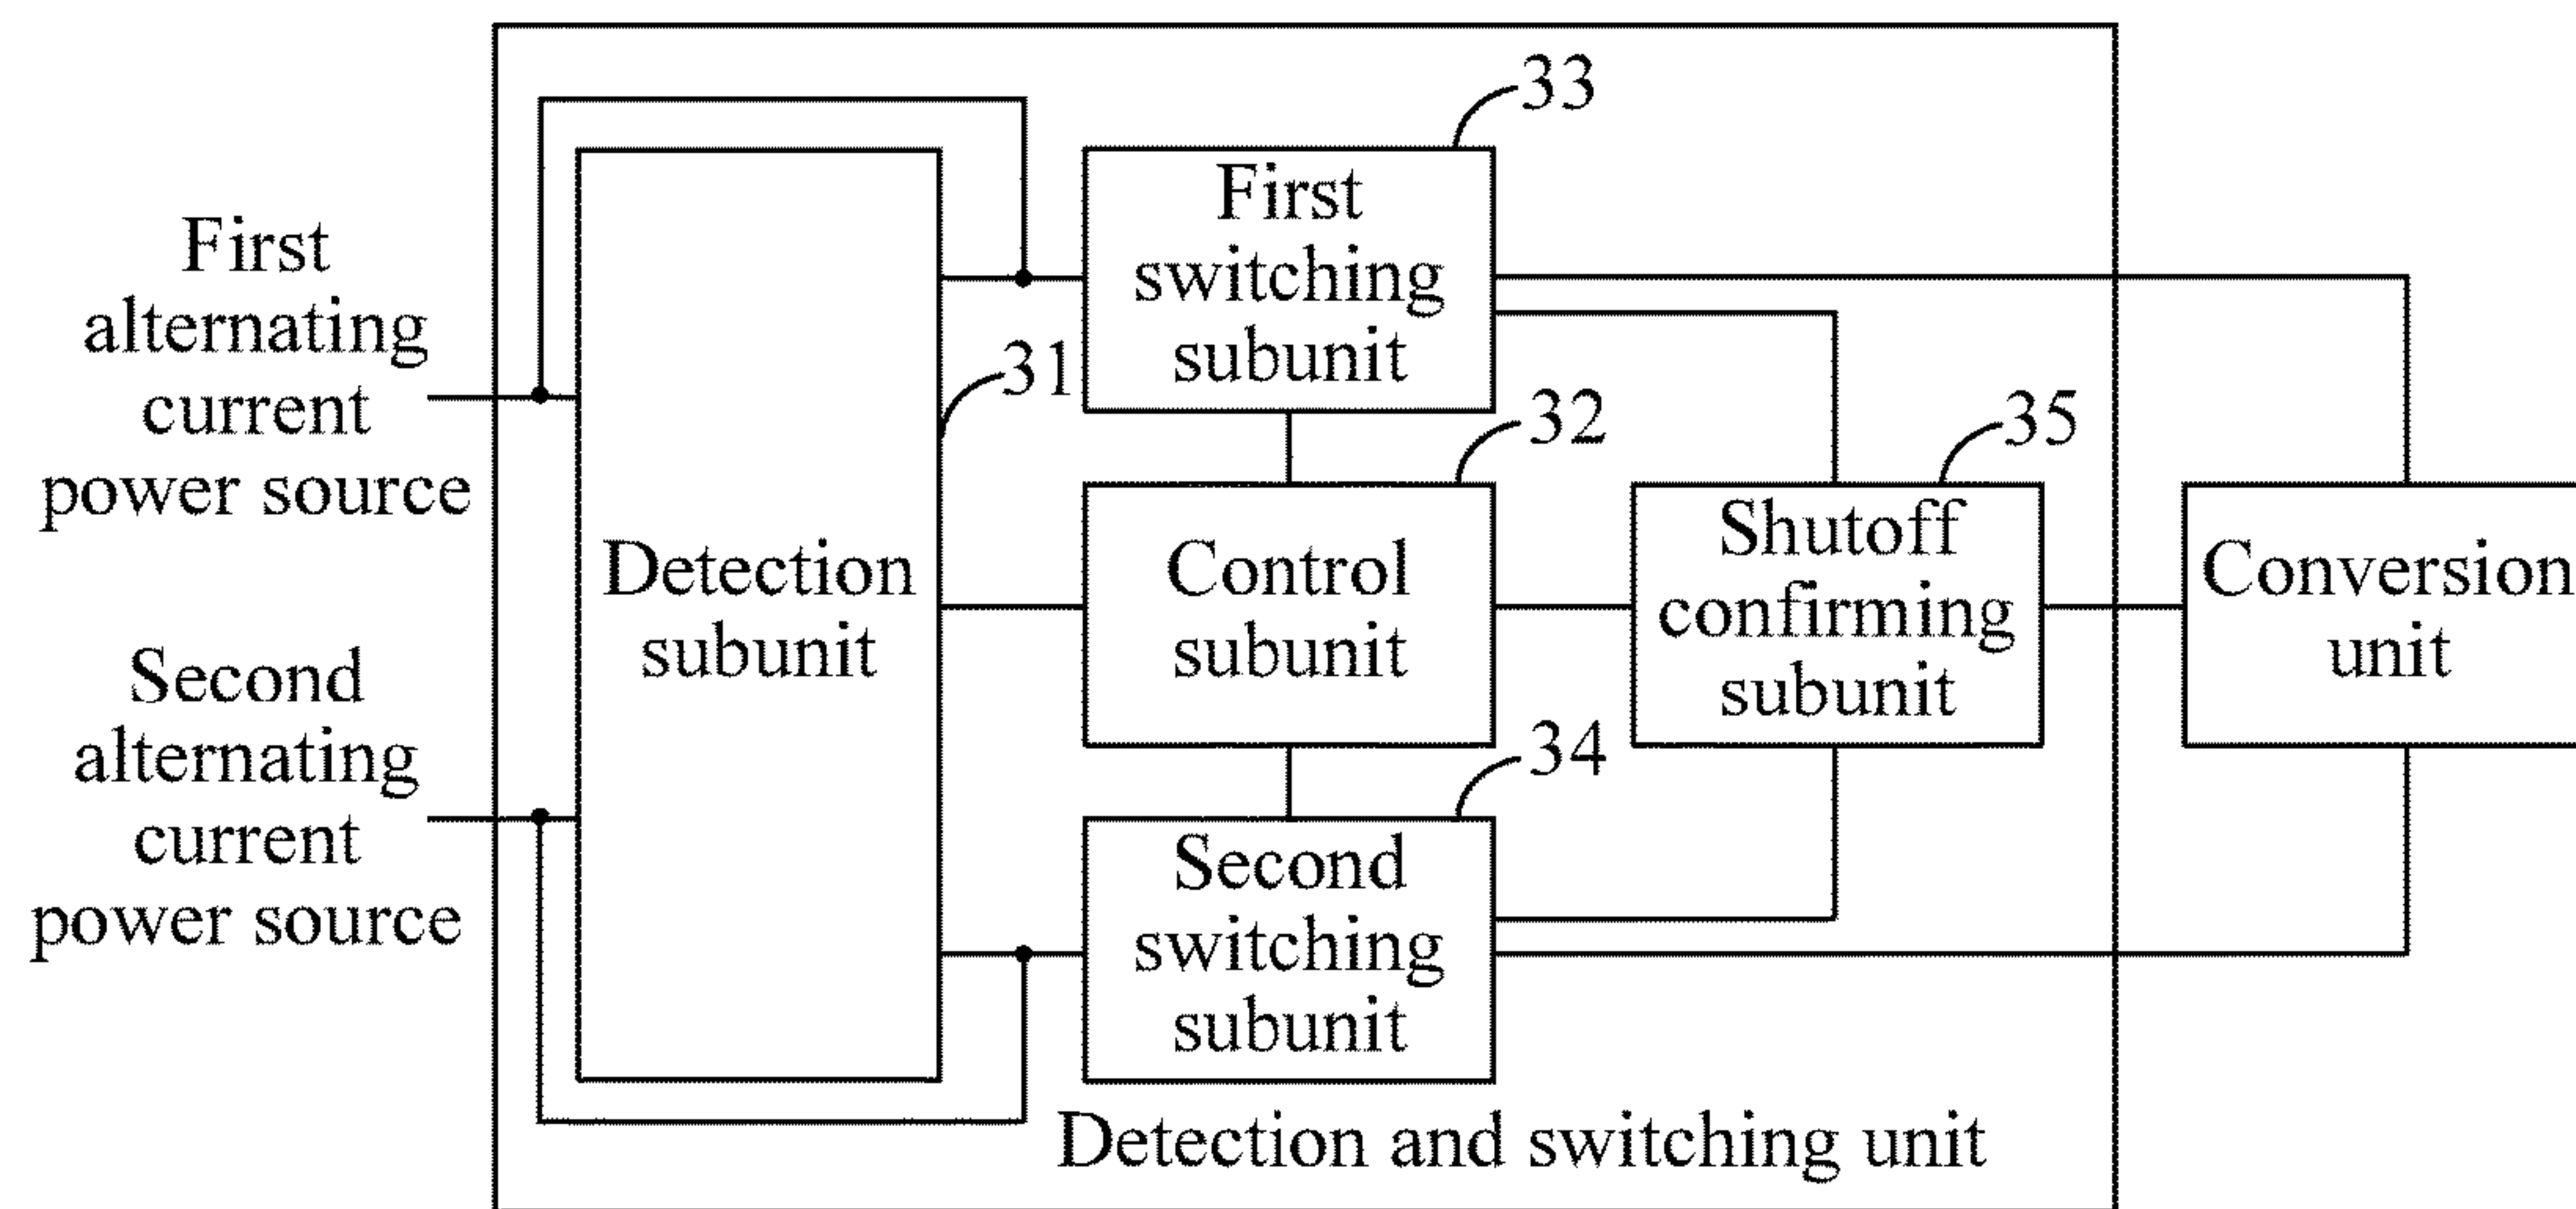 First
alternating
current
power source
Second
alternating
current
power source
Detection
subunit
31
33
First
switching
subunit
32
Control
subunit
34
Second
switching
subunit
35
Shutoff
confirming
subunit
Conversion
unit
Detection and switching unit